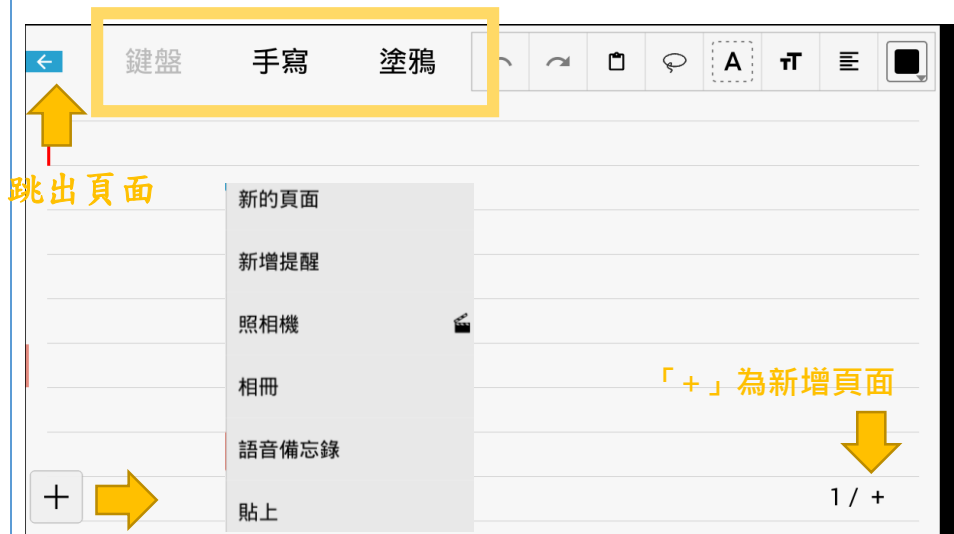 鍵盤 手寫 塗鴉
A TT
跳出頁面
新的頁面
新增提醒
照相機
相冊
「+」為新增頁面
語音備忘錄
+
1 / +
貼上